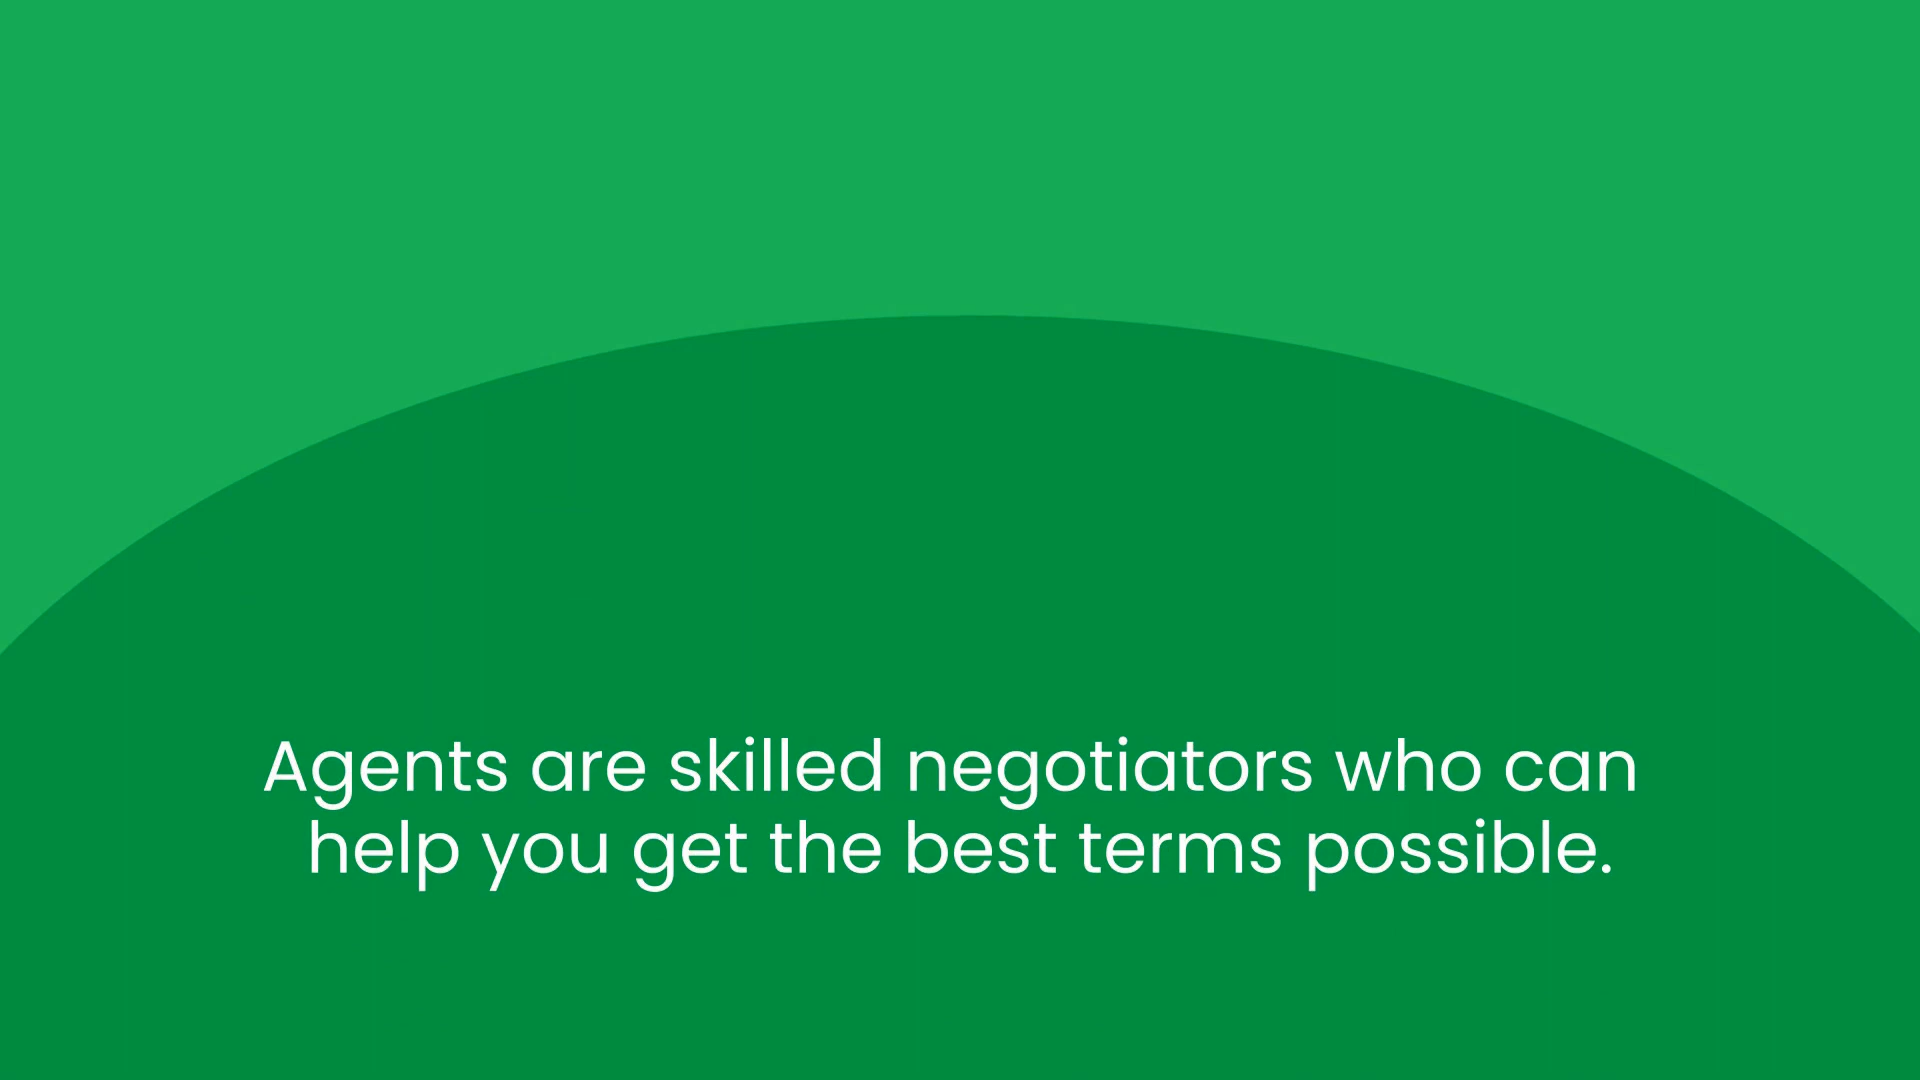 Agents are skilled negotiators who can
help you get the best terms possible.